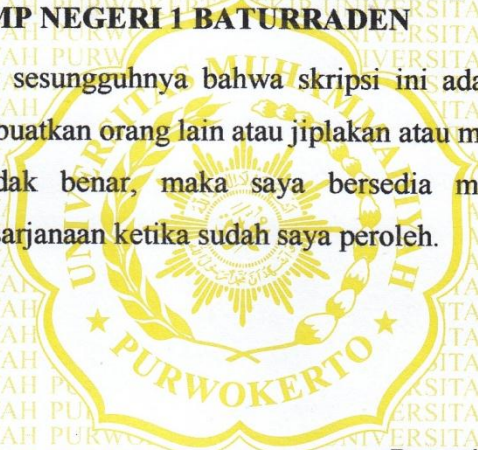 MP NEGERI 1 BATURRADEN
sesungguhnya bahwa skripsi ini ada
buatkan orang lain atau jiplakan atau m
dak benar, maka saya bersedia m
sarjanaan ketika sudah saya peroleh.
UNIVERSITAS MUHAMMADIYAH
PURWOKERTO